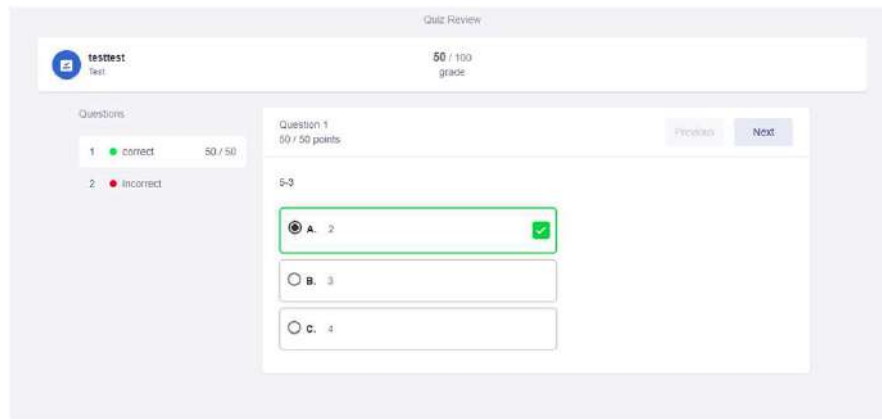 Quiz Review
testtest
Test
50 / 100
grade
Questions
1 correct 50 / 50
2 Incorrect
Question 1
50 / 50 points
Previous
Next
5-3
A. 2
B. 3
C. 4